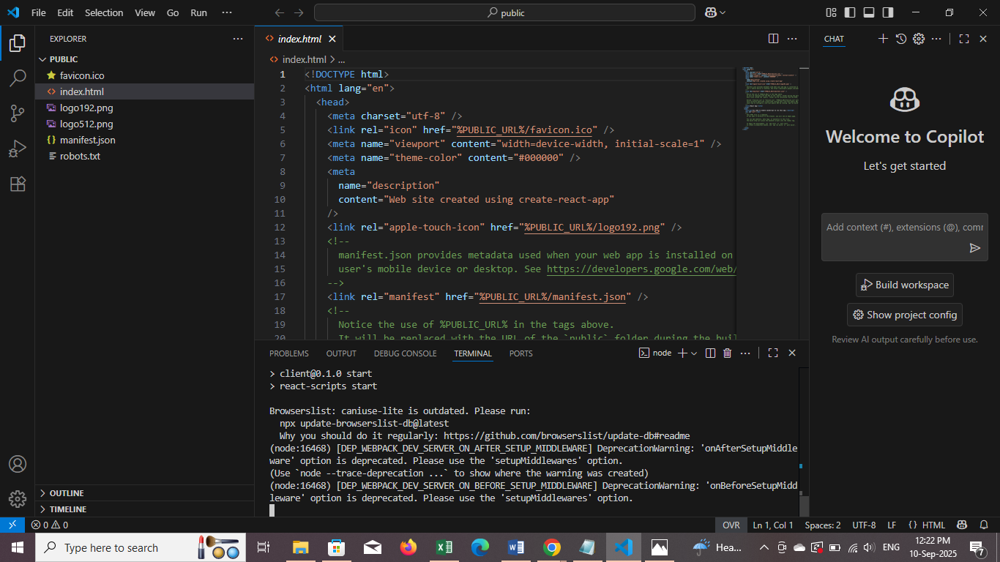 File Edit Selection View Go Run ···
public
EXPLORER ···
PUBLIC
favicon.ico
index.html
logo192.png
logo512.png
manifest.json
robots.txt
OUTLINE
TIMELINE
index.html
index.html > ...
1 <!DOCTYPE html>
2 <html lang="en">
3 <head>
4 <meta charset="utf-8" />
5 <link rel="icon" href="%PUBLIC_URL%/favicon.ico" />
6 <meta name="viewport" content="width=device-width, initial-scale=1" />
7 <meta name="theme-color" content="#000000" />
8 <meta
9 name="description"
10 content="Web site created using create-react-app"
11 />
12 <link rel="apple-touch-icon" href="%PUBLIC_URL%/logo192.png" />
13 <!--
14 manifest.json provides metadata used when your web app is installed on
15 user's mobile device or desktop. See https://developers.google.com/web/
16 -->
17 <link rel="manifest" href="%PUBLIC_URL%/manifest.json" />
18 <!--
19 Notice the use of %PUBLIC_URL% in the tags above.
20 It will be replaced with the URL of the `public` folder during the buil
PROBLEMS OUTPUT DEBUG CONSOLE TERMINAL PORTS node
> client@0.1.0 start
> react-scripts start
Browserslist: caniuse-lite is outdated. Please run:
npx update-browserslist-db@latest
Why you should do it regularly: https://github.com/browserslist/update-db#readme
(node:16468) [DEP_WEBPACK_DEV_SERVER_ON_AFTER_SETUP_MIDDLEWARE] DeprecationWarning: 'onAfterSetupMiddle
ware' option is deprecated. Please use the 'setupMiddlewares' option.
(Use `node --trace-deprecation ...` to show where the warning was created)
(node:16468) [DEP_WEBPACK_DEV_SERVER_ON_BEFORE_SETUP_MIDDLEWARE] DeprecationWarning: 'onBeforeSetupMidd
leware' option is deprecated. Please use the 'setupMiddlewares' option.
CHAT
Welcome to Copilot
Let's get started
Add context (#), extensions (@), comm
Build workspace
Show project config
Review AI output carefully before use.
0 0 OVR Ln 1, Col 1 Spaces: 2 UTF-8 LF {} HTML
Type here to search
Hea...
ENG
12:22 PM
10-Sep-2025
7